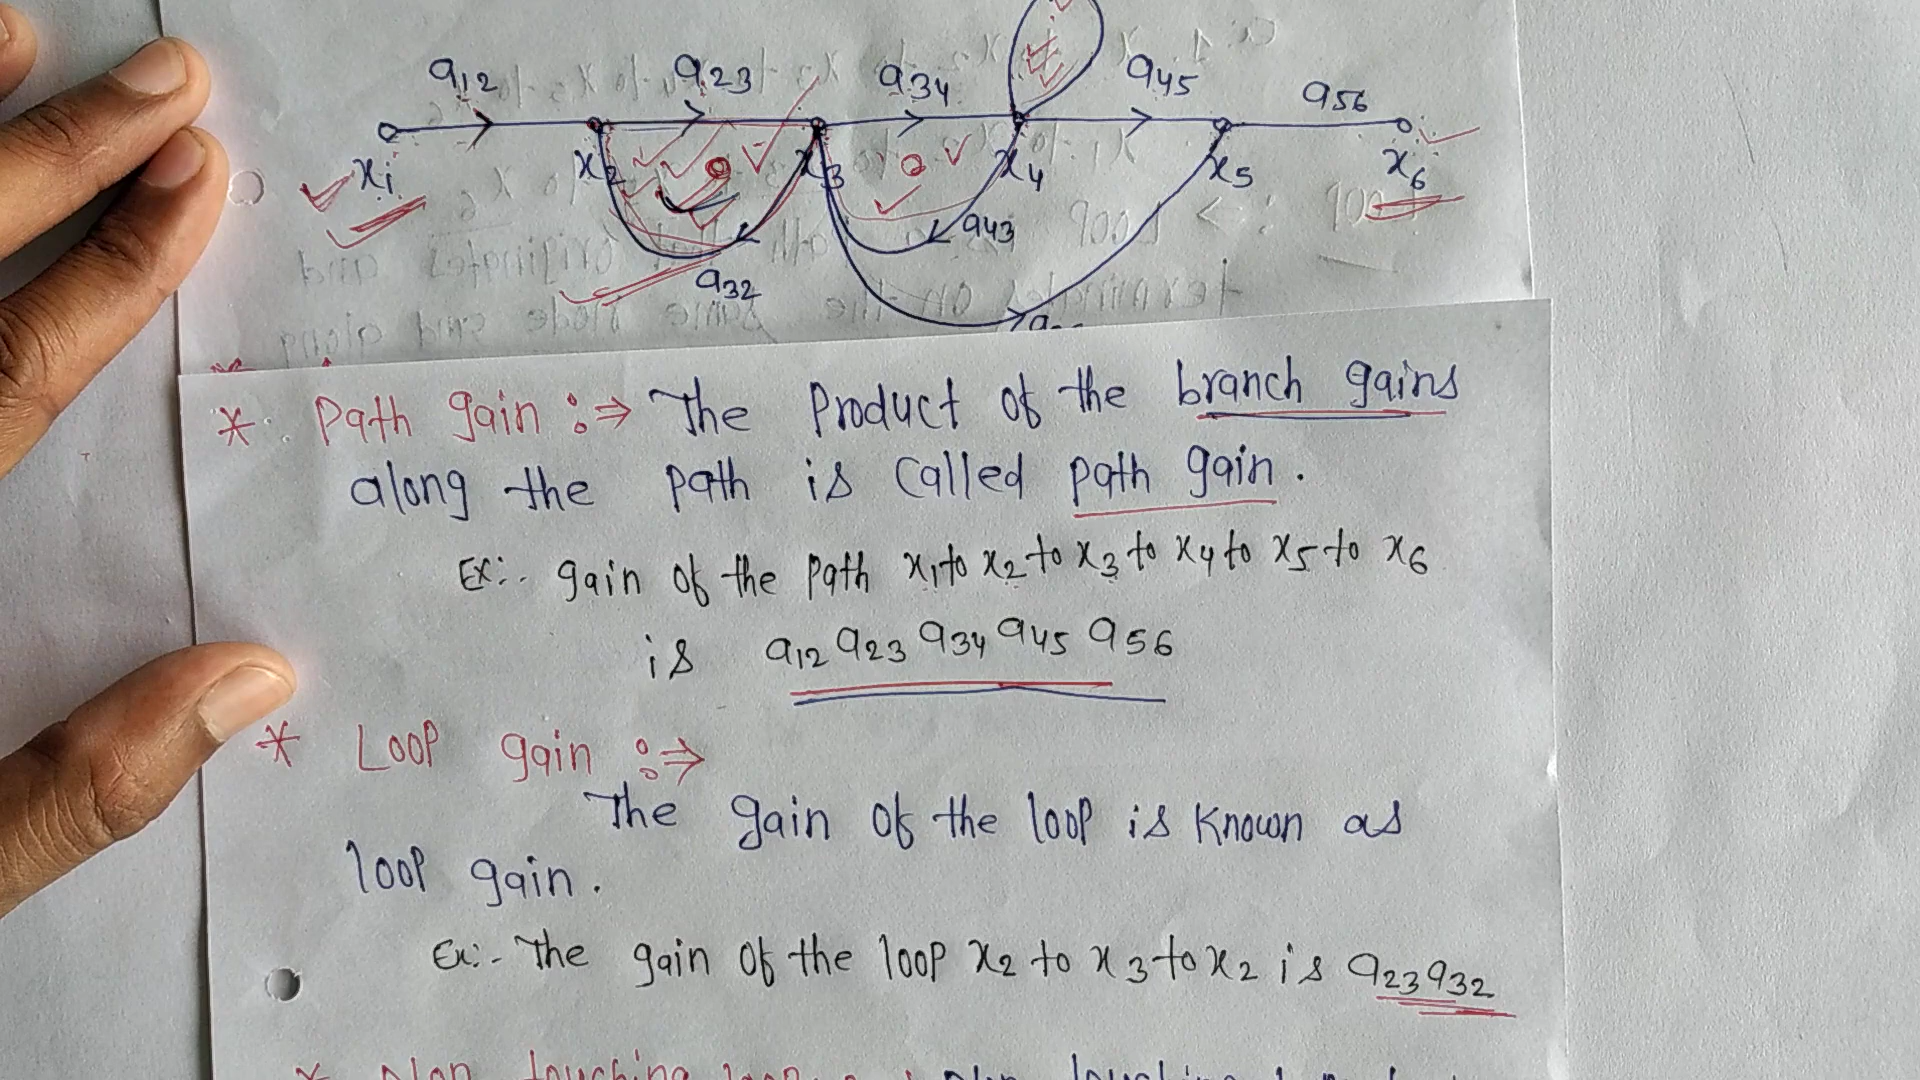 a12 a23 a34 a45 a56
x1 x2 x3 x4 x5 x6
a43
a32
* Path gain :⇒ The Product of the branch gains
along the path is called path gain.
Ex:- gain of the path x1 to x2 to x3 to x4 to x5 to x6
is a12 a23 a34 a45 a56
* Loop gain :⇒
The gain of the loop is known as
loop gain.
Ex:- The gain of the loop x2 to x3 to x2 is a23 a32